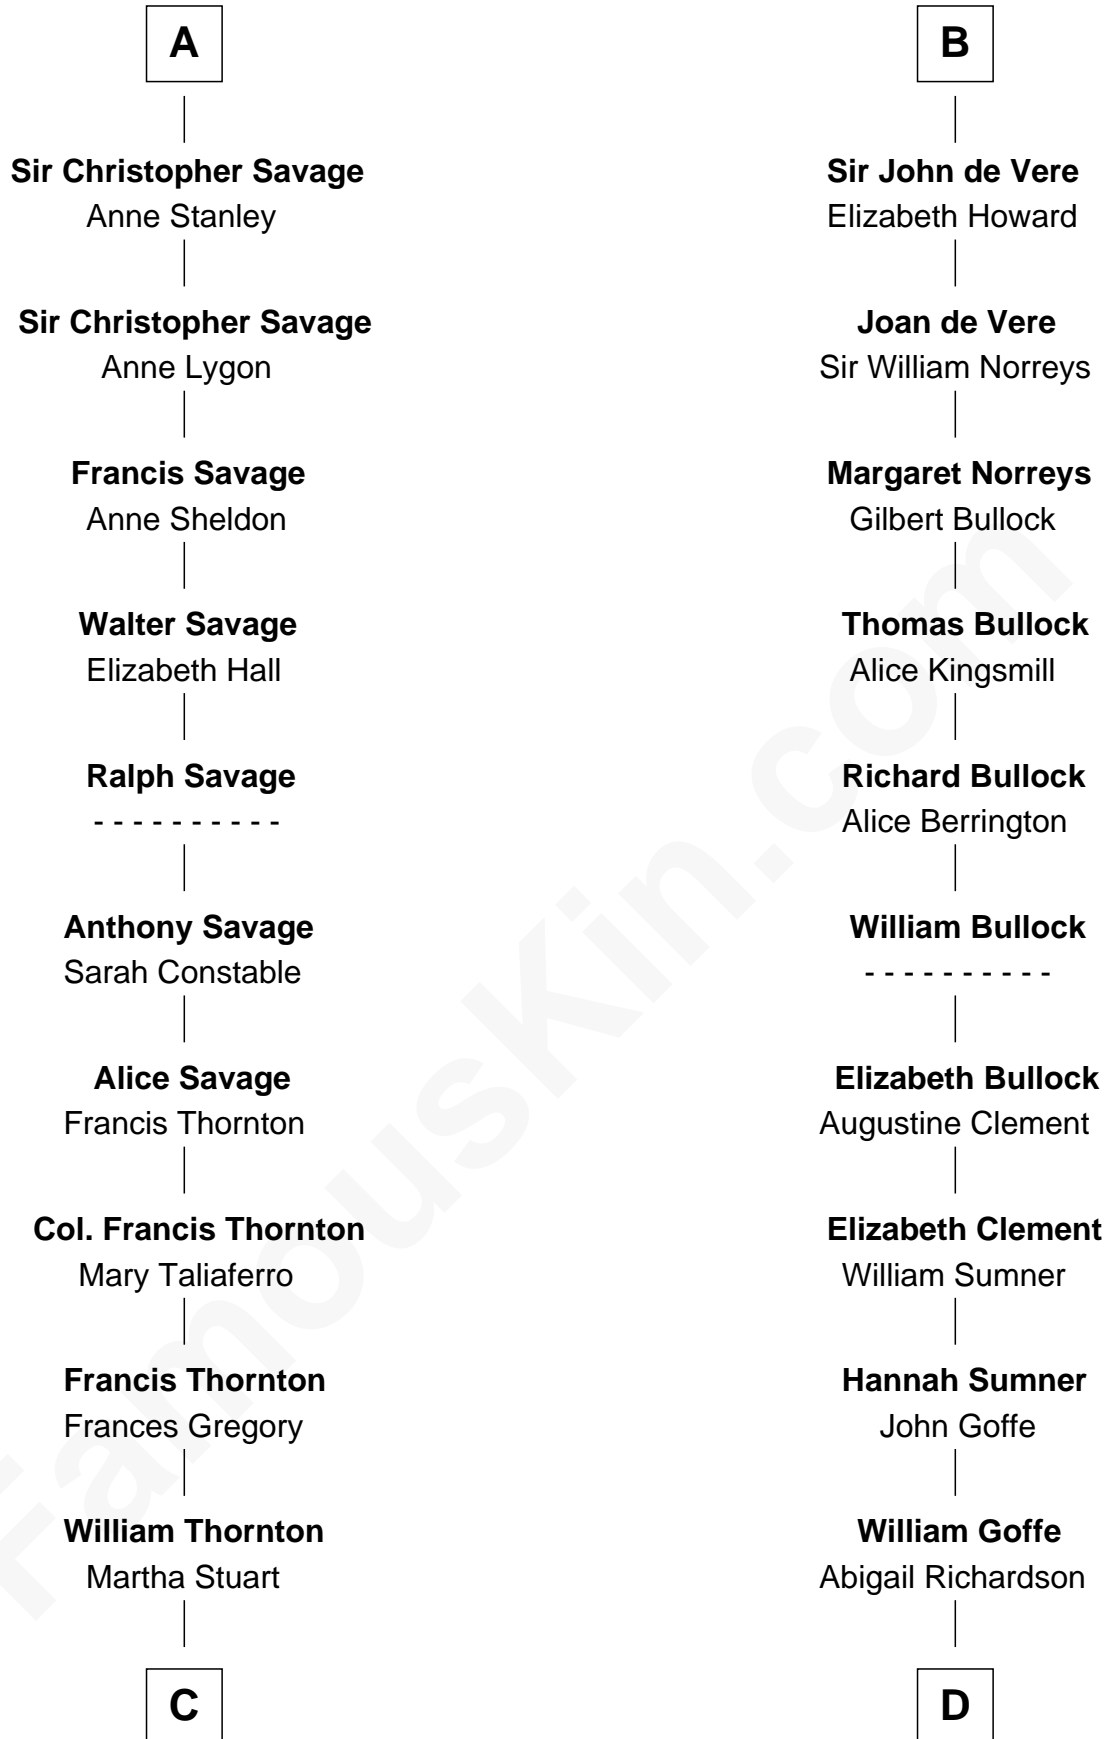 A
Sir Christopher Savage
Anne Stanley
Sir Christopher Savage
Anne Lygon
Francis Savage
Anne Sheldon
Walter Savage
Elizabeth Hall
Ralph Savage
- - - - - - - - - -
Anthony Savage
Sarah Constable
Alice Savage
Francis Thornton
Col. Francis Thornton
Mary Taliaferro
Francis Thornton
Frances Gregory
William Thornton
Martha Stuart
C
B
Sir John de Vere
Elizabeth Howard
Joan de Vere
Sir William Norreys
Margaret Norreys
Gilbert Bullock
Thomas Bullock
Alice Kingsmill
Richard Bullock
Alice Berrington
William Bullock
- - - - - - - - - -
Elizabeth Bullock
Augustine Clement
Elizabeth Clement
William Sumner
Hannah Sumner
John Goffe
William Goffe
Abigail Richardson
D
FamousKin.com